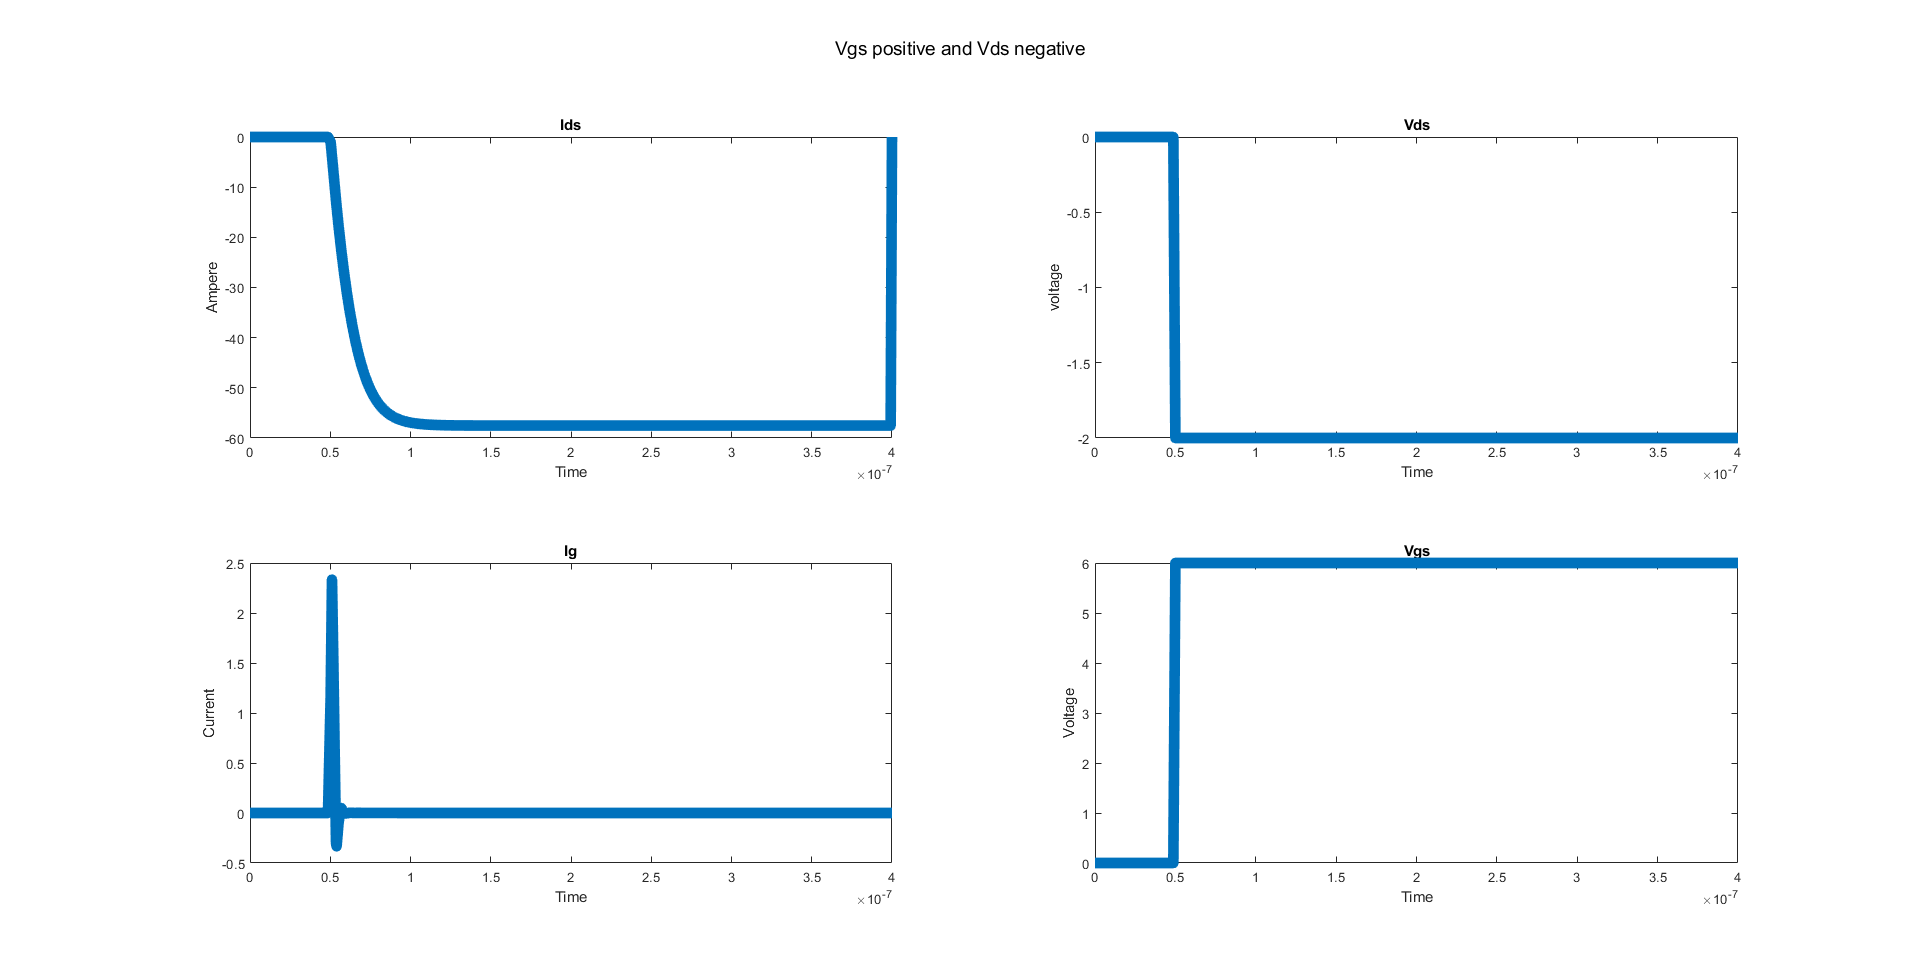 Vgs positive and Vds negative
Ids
Ampere
0
-10
-20
-30
-40
-50
-60
0 0.5 1 1.5 2 2.5 3 3.5 4
Time
×10^-7
Vds
voltage
0
-0.5
-1
-1.5
-2
0 0.5 1 1.5 2 2.5 3 3.5 4
Time
×10^-7
Ig
Current
2.5
2
1.5
1
0.5
0
-0.5
0 0.5 1 1.5 2 2.5 3 3.5 4
Time
×10^-7
Vgs
Voltage
6
5
4
3
2
1
0
0 0.5 1 1.5 2 2.5 3 3.5 4
Time
×10^-7